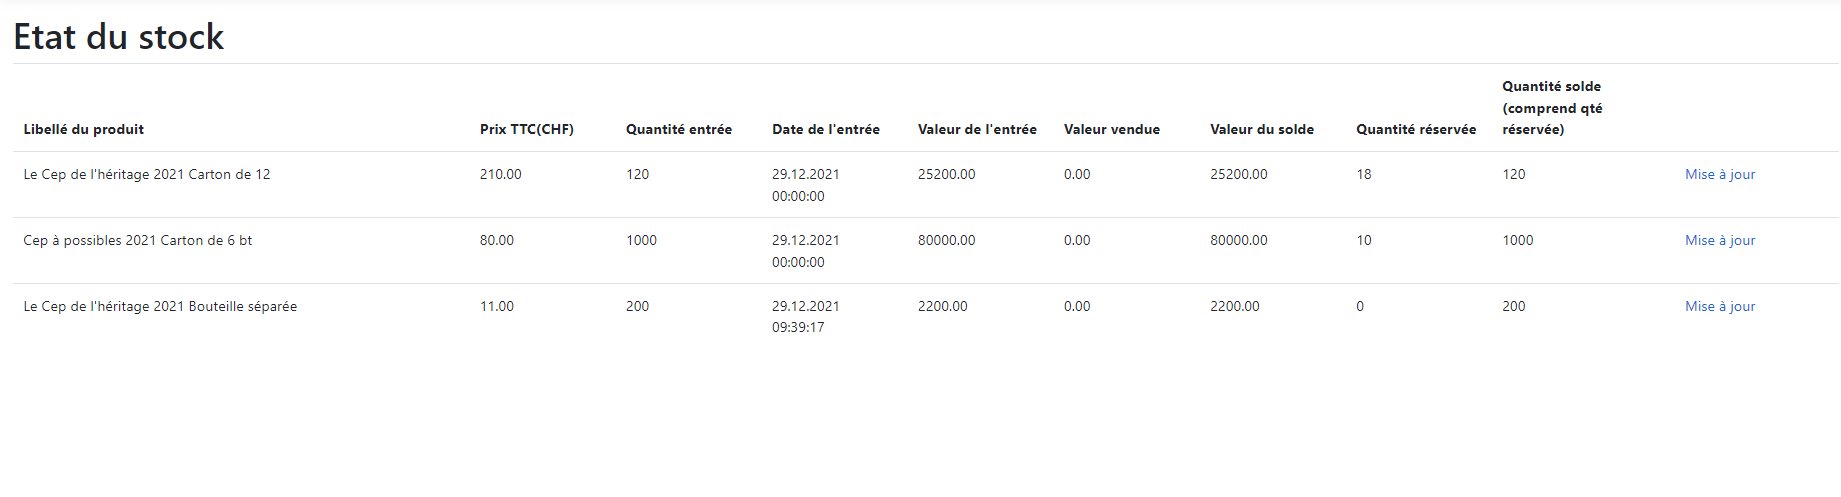 Etat du stock
Quantité solde
(comprend qté
Libellé du produit Prix TTC(CHF) Quantité entrée Date de l'entrée Valeur de l'entrée Valeur vendue Valeur du solde Quantité réservée réservée)
Le Cep de l'héritage 2021 Carton de 12 210.00 120 29.12.2021 25200.00 0.00 25200.00 18 120 Mise à jour
00:00:00
Cep à possibles 2021 Carton de 6 bt 80.00 1000 29.12.2021 80000.00 0.00 80000.00 10 1000 Mise à jour
00:00:00
Le Cep de l'héritage 2021 Bouteille séparée 11.00 200 29.12.2021 2200.00 0.00 2200.00 0 200 Mise à jour
09:39:17